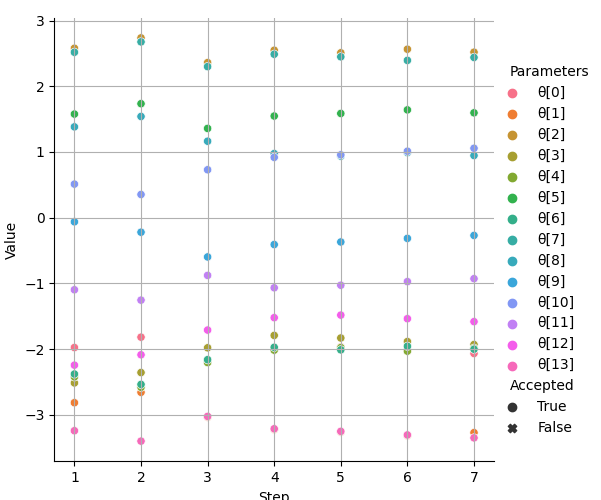 3
2
1
0
−1
−2
−3
Value
1 2 3 4 5 6 7
Step
Parameters
θ[0]
θ[1]
θ[2]
θ[3]
θ[4]
θ[5]
θ[6]
θ[7]
θ[8]
θ[9]
θ[10]
θ[11]
θ[12]
θ[13]
Accepted
True
False